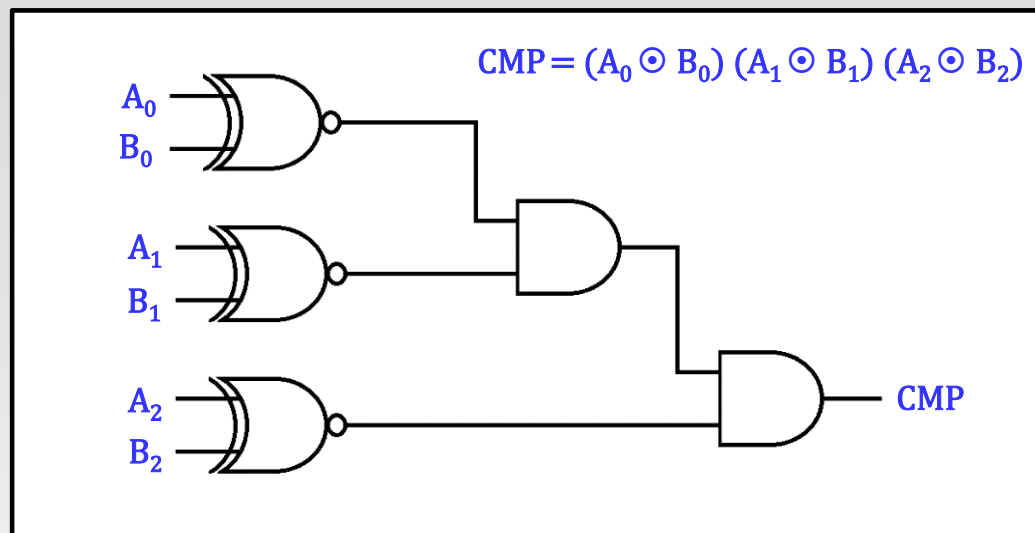 CMP = (A₀ ⊙ B₀) (A₁ ⊙ B₁) (A₂ ⊙ B₂)
A₀
B₀
A₁
B₁
A₂
B₂
CMP